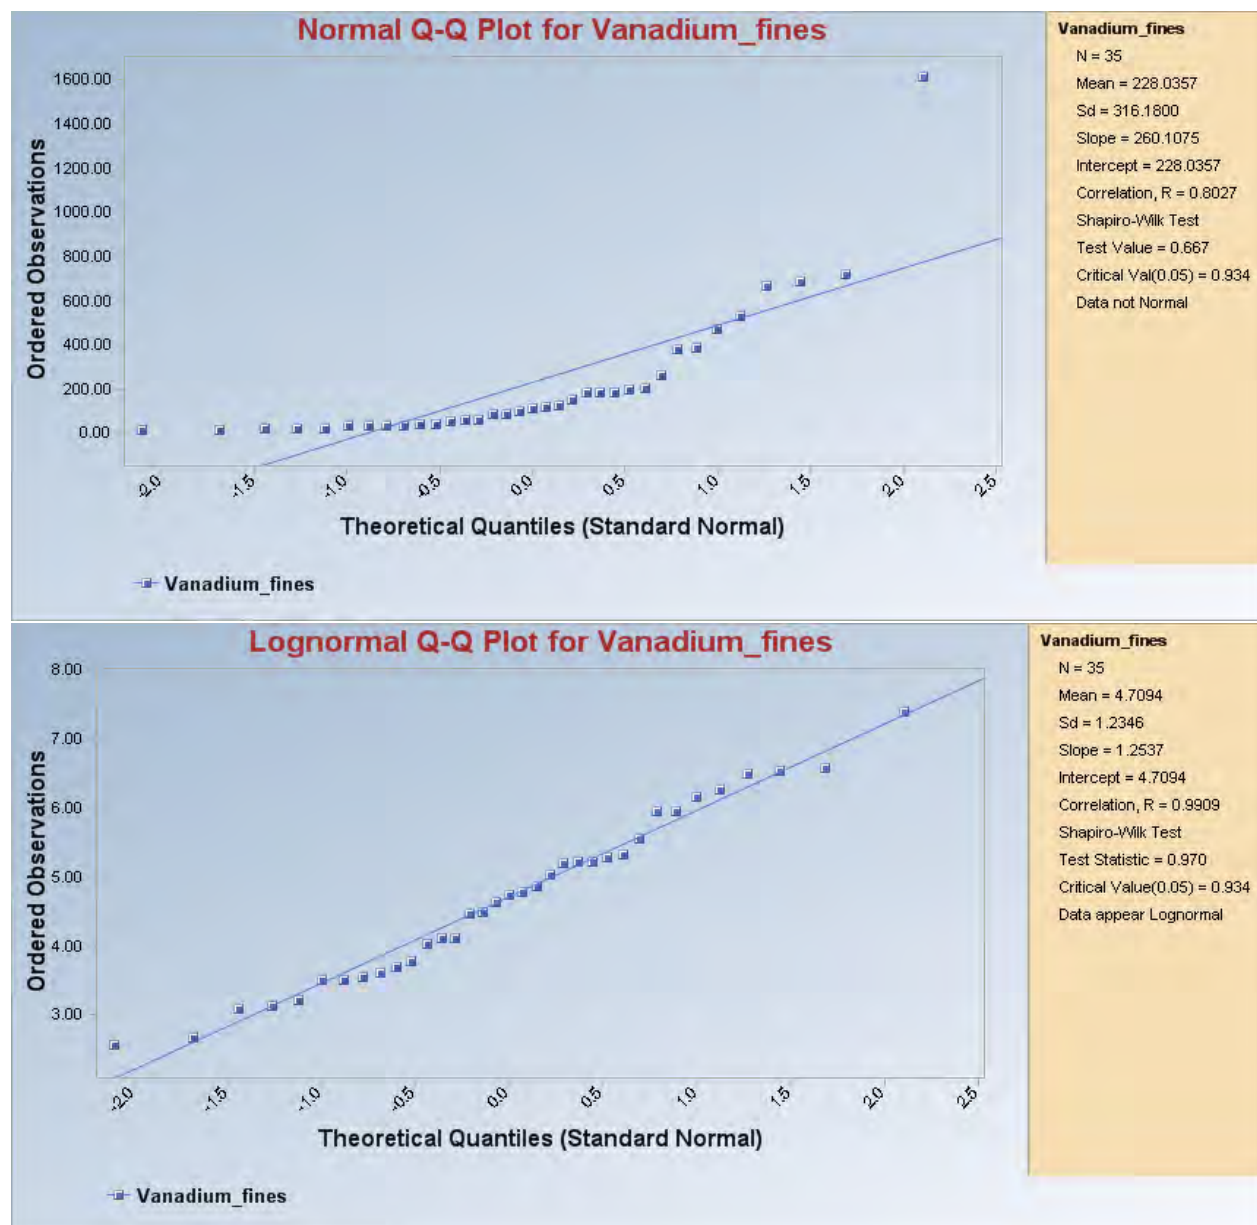 Normal Q-Q Plot for Vanadium_fines
Ordered Observations
1600.00
1400.00
1200.00
1000.00
800.00
600.00
400.00
200.00
0.00
-2.0 -1.5 -1.0 -0.5 0.0 0.5 1.0 1.5 2.0 2.5
Theoretical Quantiles (Standard Normal)
Vanadium_fines
Vanadium_fines
N = 35
Mean = 228.0357
Sd = 316.1800
Slope = 260.1075
Intercept = 228.0357
Correlation, R = 0.8027
Shapiro-Wilk Test
Test Value = 0.667
Critical Val(0.05) = 0.934
Data not Normal
Lognormal Q-Q Plot for Vanadium_fines
Ordered Observations
8.00
7.00
6.00
5.00
4.00
3.00
-2.0 -1.5 -1.0 -0.5 0.0 0.5 1.0 1.5 2.0 2.5
Theoretical Quantiles (Standard Normal)
Vanadium_fines
Vanadium_fines
N = 35
Mean = 4.7094
Sd = 1.2346
Slope = 1.2537
Intercept = 4.7094
Correlation, R = 0.9909
Shapiro-Wilk Test
Test Statistic = 0.970
Critical Value(0.05) = 0.934
Data appear Lognormal